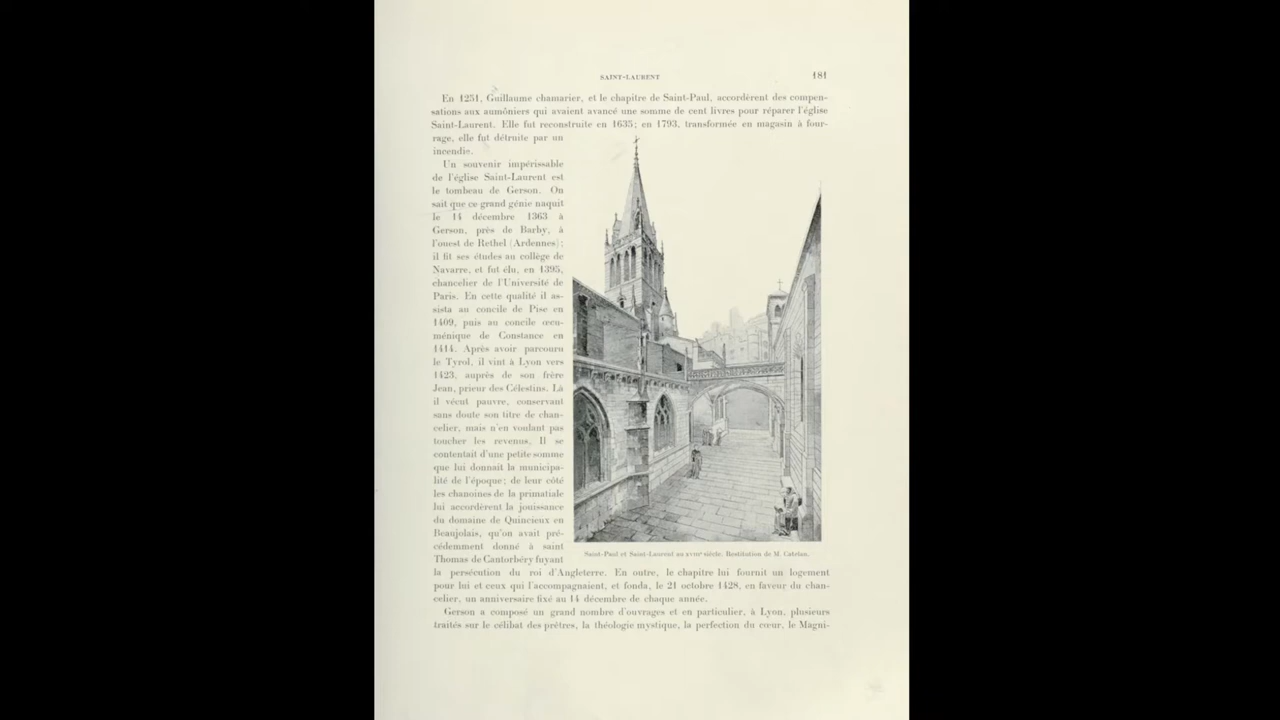 SAINT-LAURENT
181
En 1251, Guillaume chamarier, et le chapitre de Saint-Paul, accordèrent des compen-
sations aux aumôniers qui avaient avancé une somme de cent livres pour réparer l'église
Saint-Laurent. Elle fut reconstruite en 1635; en 1793, transformée en magasin à four-
rage, elle fut détruite par un
incendie.
Un souvenir impérissable
de l'église Saint-Laurent est
le tombeau de Gerson. On
sait que ce grand génie naquit
le 14 décembre 1363 à
Gerson, près de Barby, à
l'ouest de Rethel (Ardennes);
il fit ses études au collège de
Navarre, et fut élu, en 1395,
chancelier de l'Université de
Paris. En cette qualité il as-
sista au concile de Pise en
1409, puis au concile œcu-
ménique de Constance en
1414. Après avoir parcouru
le Tyrol, il vint à Lyon vers
1423, auprès de son frère
Jean, prieur des Célestins. Là
il vécut pauvre, conservant
sans doute son titre de chan-
celier, mais n'en voulant pas
toucher les revenus. Il se
contentait d'une petite somme
que lui donnait la municipa-
lité de l'époque; de leur côté
les chanoines de la primatiale
lui accordèrent la jouissance
du domaine de Quincieux en
Beaujolais, qu'on avait pré-
cédemment donné à saint
Thomas de Cantorbéry fuyant
la persécution du roi d'Angleterre. En outre, le chapitre lui fournit un logement
pour lui et ceux qui l'accompagnaient, et fonda, le 21 octobre 1428, en faveur du chan-
celier, un anniversaire fixé au 14 décembre de chaque année.
Gerson a composé un grand nombre d'ouvrages et en particulier, à Lyon, plusieurs
traités sur le célibat des prêtres, la théologie mystique, la perfection du cœur, le Magni-
Saint-Paul et Saint-Laurent au XVIIIe siècle. Restitution de M.